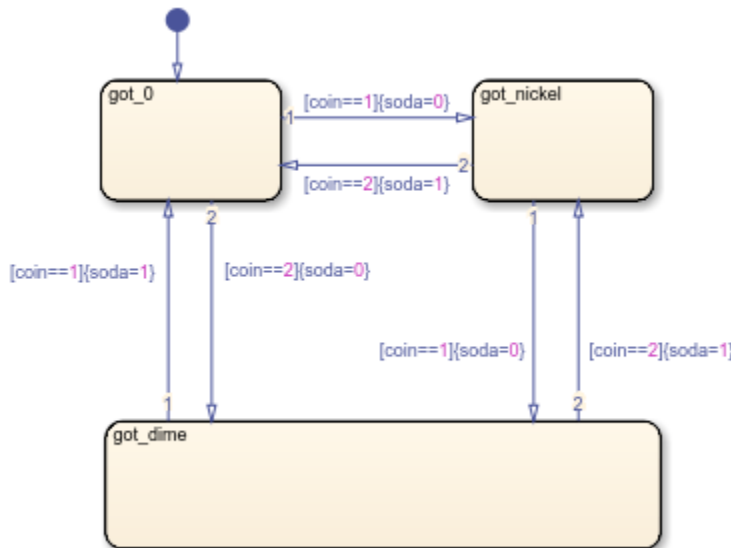 got_0
[coin==1]{soda=0}
got_nickel
1
2
[coin==2]{soda=1}
2
1
[coin==1]{soda=1}
[coin==2]{soda=0}
[coin==1]{soda=0}
[coin==2]{soda=1}
1
2
got_dime